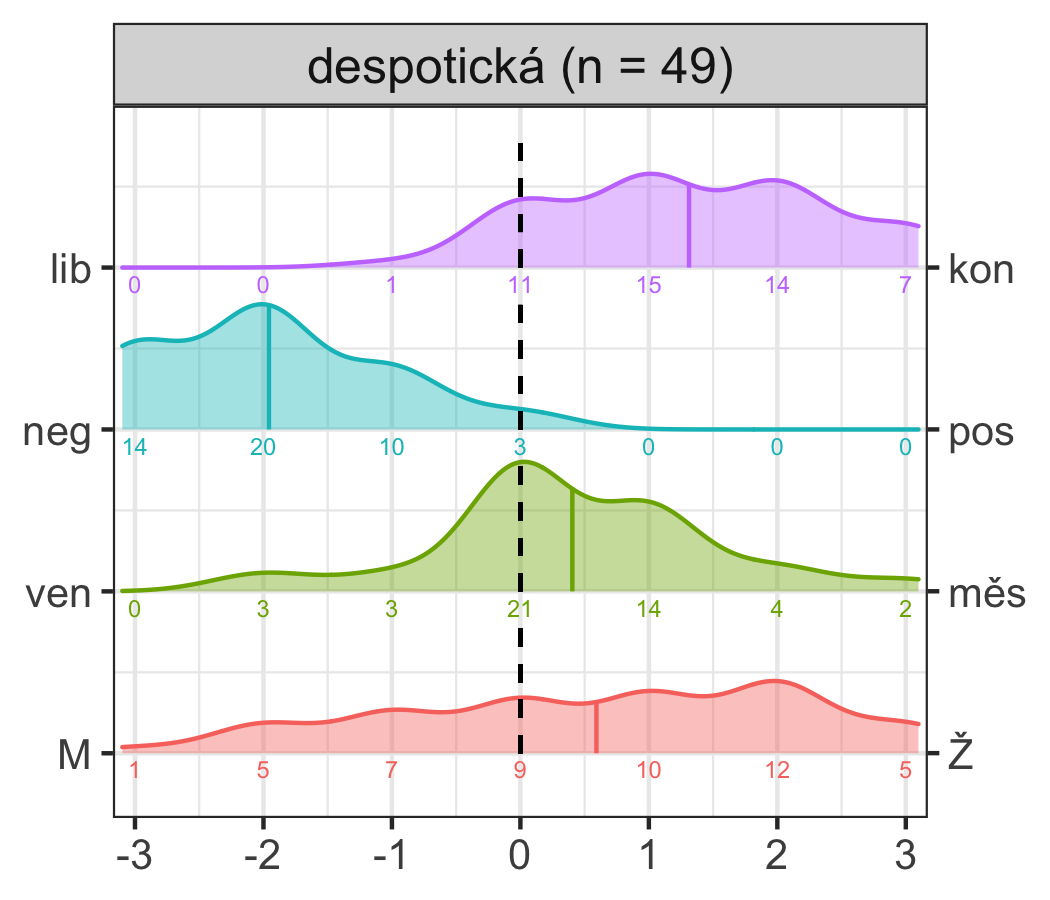 despotická (n = 49)
lib kon
0 0 1 11 15 14 7
neg pos
14 20 10 3 0 0 0
ven měs
0 3 3 21 14 4 2
M Ž
1 5 7 9 10 12 5
-3 -2 -1 0 1 2 3